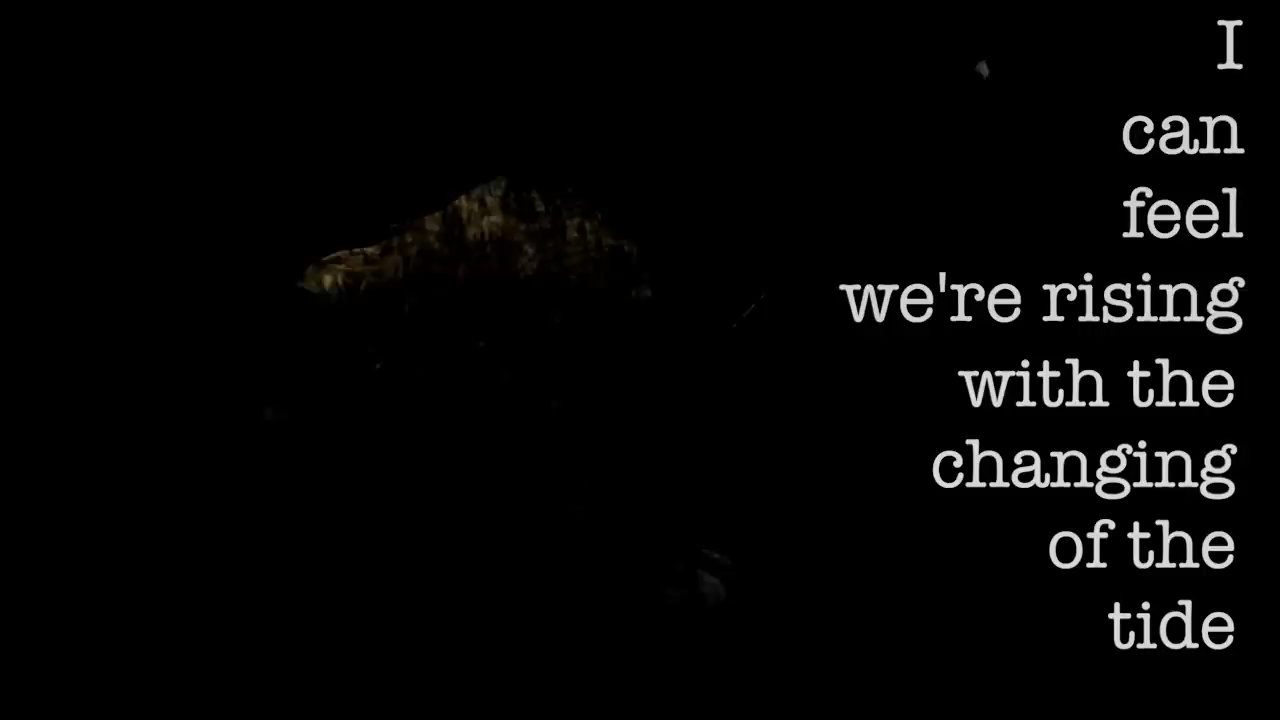 I
can
feel
we're rising
with the
changing
of the
tide